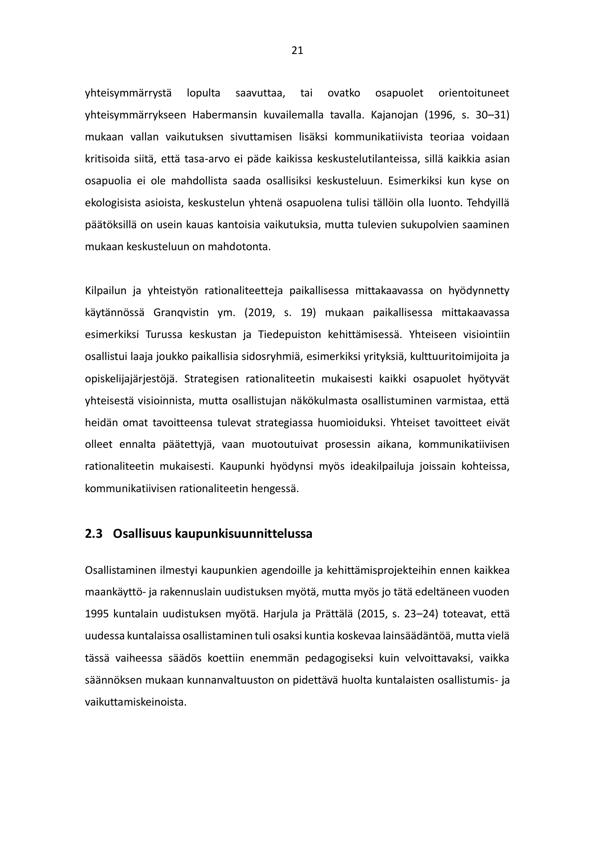 21
yhteisymmärrystä lopulta saavuttaa, tai ovatko osapuolet orientoituneet
yhteisymmärrykseen Habermansin kuvailemalla tavalla. Kajanojan (1996, s. 30–31)
mukaan vallan vaikutuksen sivuttamisen lisäksi kommunikatiivista teoriaa voidaan
kritisoida siitä, että tasa-arvo ei päde kaikissa keskustelutilanteissa, sillä kaikkia asian
osapuolia ei ole mahdollista saada osallisiksi keskusteluun. Esimerkiksi kun kyse on
ekologisista asioista, keskustelun yhtenä osapuolena tulisi tällöin olla luonto. Tehdyillä
päätöksillä on usein kauas kantoisia vaikutuksia, mutta tulevien sukupolvien saaminen
mukaan keskusteluun on mahdotonta.
Kilpailun ja yhteistyön rationaliteetteja paikallisessa mittakaavassa on hyödynnetty
käytännössä Granqvistin ym. (2019, s. 19) mukaan paikallisessa mittakaavassa
esimerkiksi Turussa keskustan ja Tiedepuiston kehittämisessä. Yhteiseen visiointiin
osallistui laaja joukko paikallisia sidosryhmiä, esimerkiksi yrityksiä, kulttuuritoimijoita ja
opiskelijajärjestöjä. Strategisen rationaliteetin mukaisesti kaikki osapuolet hyötyvät
yhteisestä visioinnista, mutta osallistujan näkökulmasta osallistuminen varmistaa, että
heidän omat tavoitteensa tulevat strategiassa huomioiduksi. Yhteiset tavoitteet eivät
olleet ennalta päätettyjä, vaan muotoutuivat prosessin aikana, kommunikatiivisen
rationaliteetin mukaisesti. Kaupunki hyödynsi myös ideakilpailuja joissain kohteissa,
kommunikatiivisen rationaliteetin hengessä.
2.3 Osallisuus kaupunkisuunnittelussa
Osallistaminen ilmestyi kaupunkien agendoille ja kehittämisprojekteihin ennen kaikkea
maankäyttö- ja rakennuslain uudistuksen myötä, mutta myös jo tätä edeltäneen vuoden
1995 kuntalain uudistuksen myötä. Harjula ja Prättälä (2015, s. 23–24) toteavat, että
uudessa kuntalaissa osallistaminen tuli osaksi kuntia koskevaa lainsäädäntöä, mutta vielä
tässä vaiheessa säädös koettiin enemmän pedagogiseksi kuin velvoittavaksi, vaikka
säännöksen mukaan kunnanvaltuuston on pidettävä huolta kuntalaisten osallistumis- ja
vaikuttamiskeinoista.